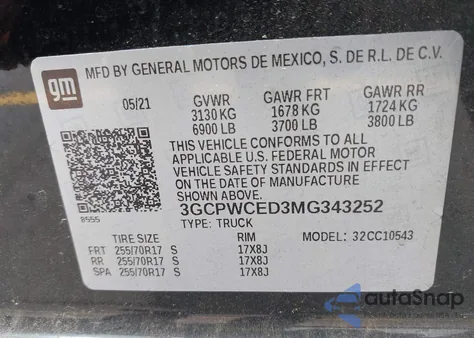 gm
MFD BY GENERAL MOTORS DE MEXICO, S. DE R.L. DE C.V.
05/21 GVWR GAWR FRT GAWR RR
3130 KG 1678 KG 1724 KG
6900 LB 3700 LB 3800 LB
THIS VEHICLE CONFORMS TO ALL
APPLICABLE U.S. FEDERAL MOTOR
VEHICLE SAFETY STANDARDS IN EFFECT
ON THE DATE OF MANUFACTURE
SHOWN ABOVE.
3GCPWCED3MG343252
8555 TYPE: TRUCK
TIRE SIZE RIM MODEL: 32CC10543
FRT 255/70R17 S 17X8J
RR 255/70R17 S 17X8J
SPA 255/70R17 S 17X8J
autoSnap